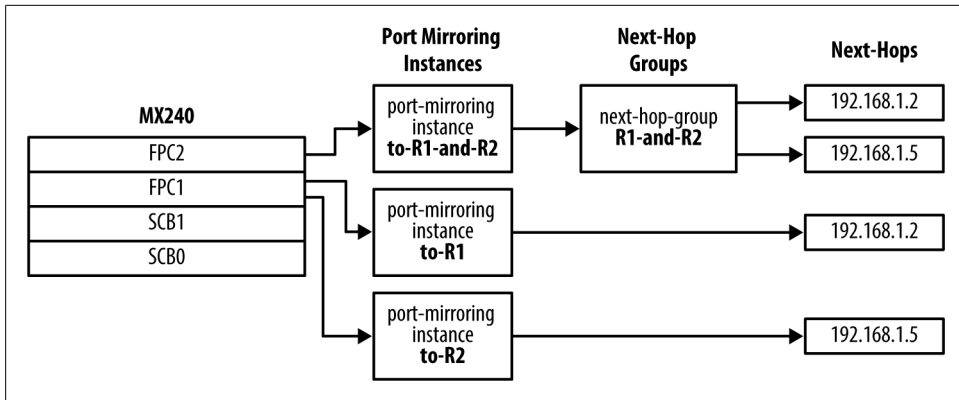 Port Mirroring
Instances
Next-Hop
Groups
Next-Hops
MX240
FPC2
FPC1
SCB1
SCB0
port-mirroring
instance
to-R1-and-R2
next-hop-group
R1-and-R2
192.168.1.2
192.168.1.5
port-mirroring
instance
to-R1
192.168.1.2
port-mirroring
instance
to-R2
192.168.1.5